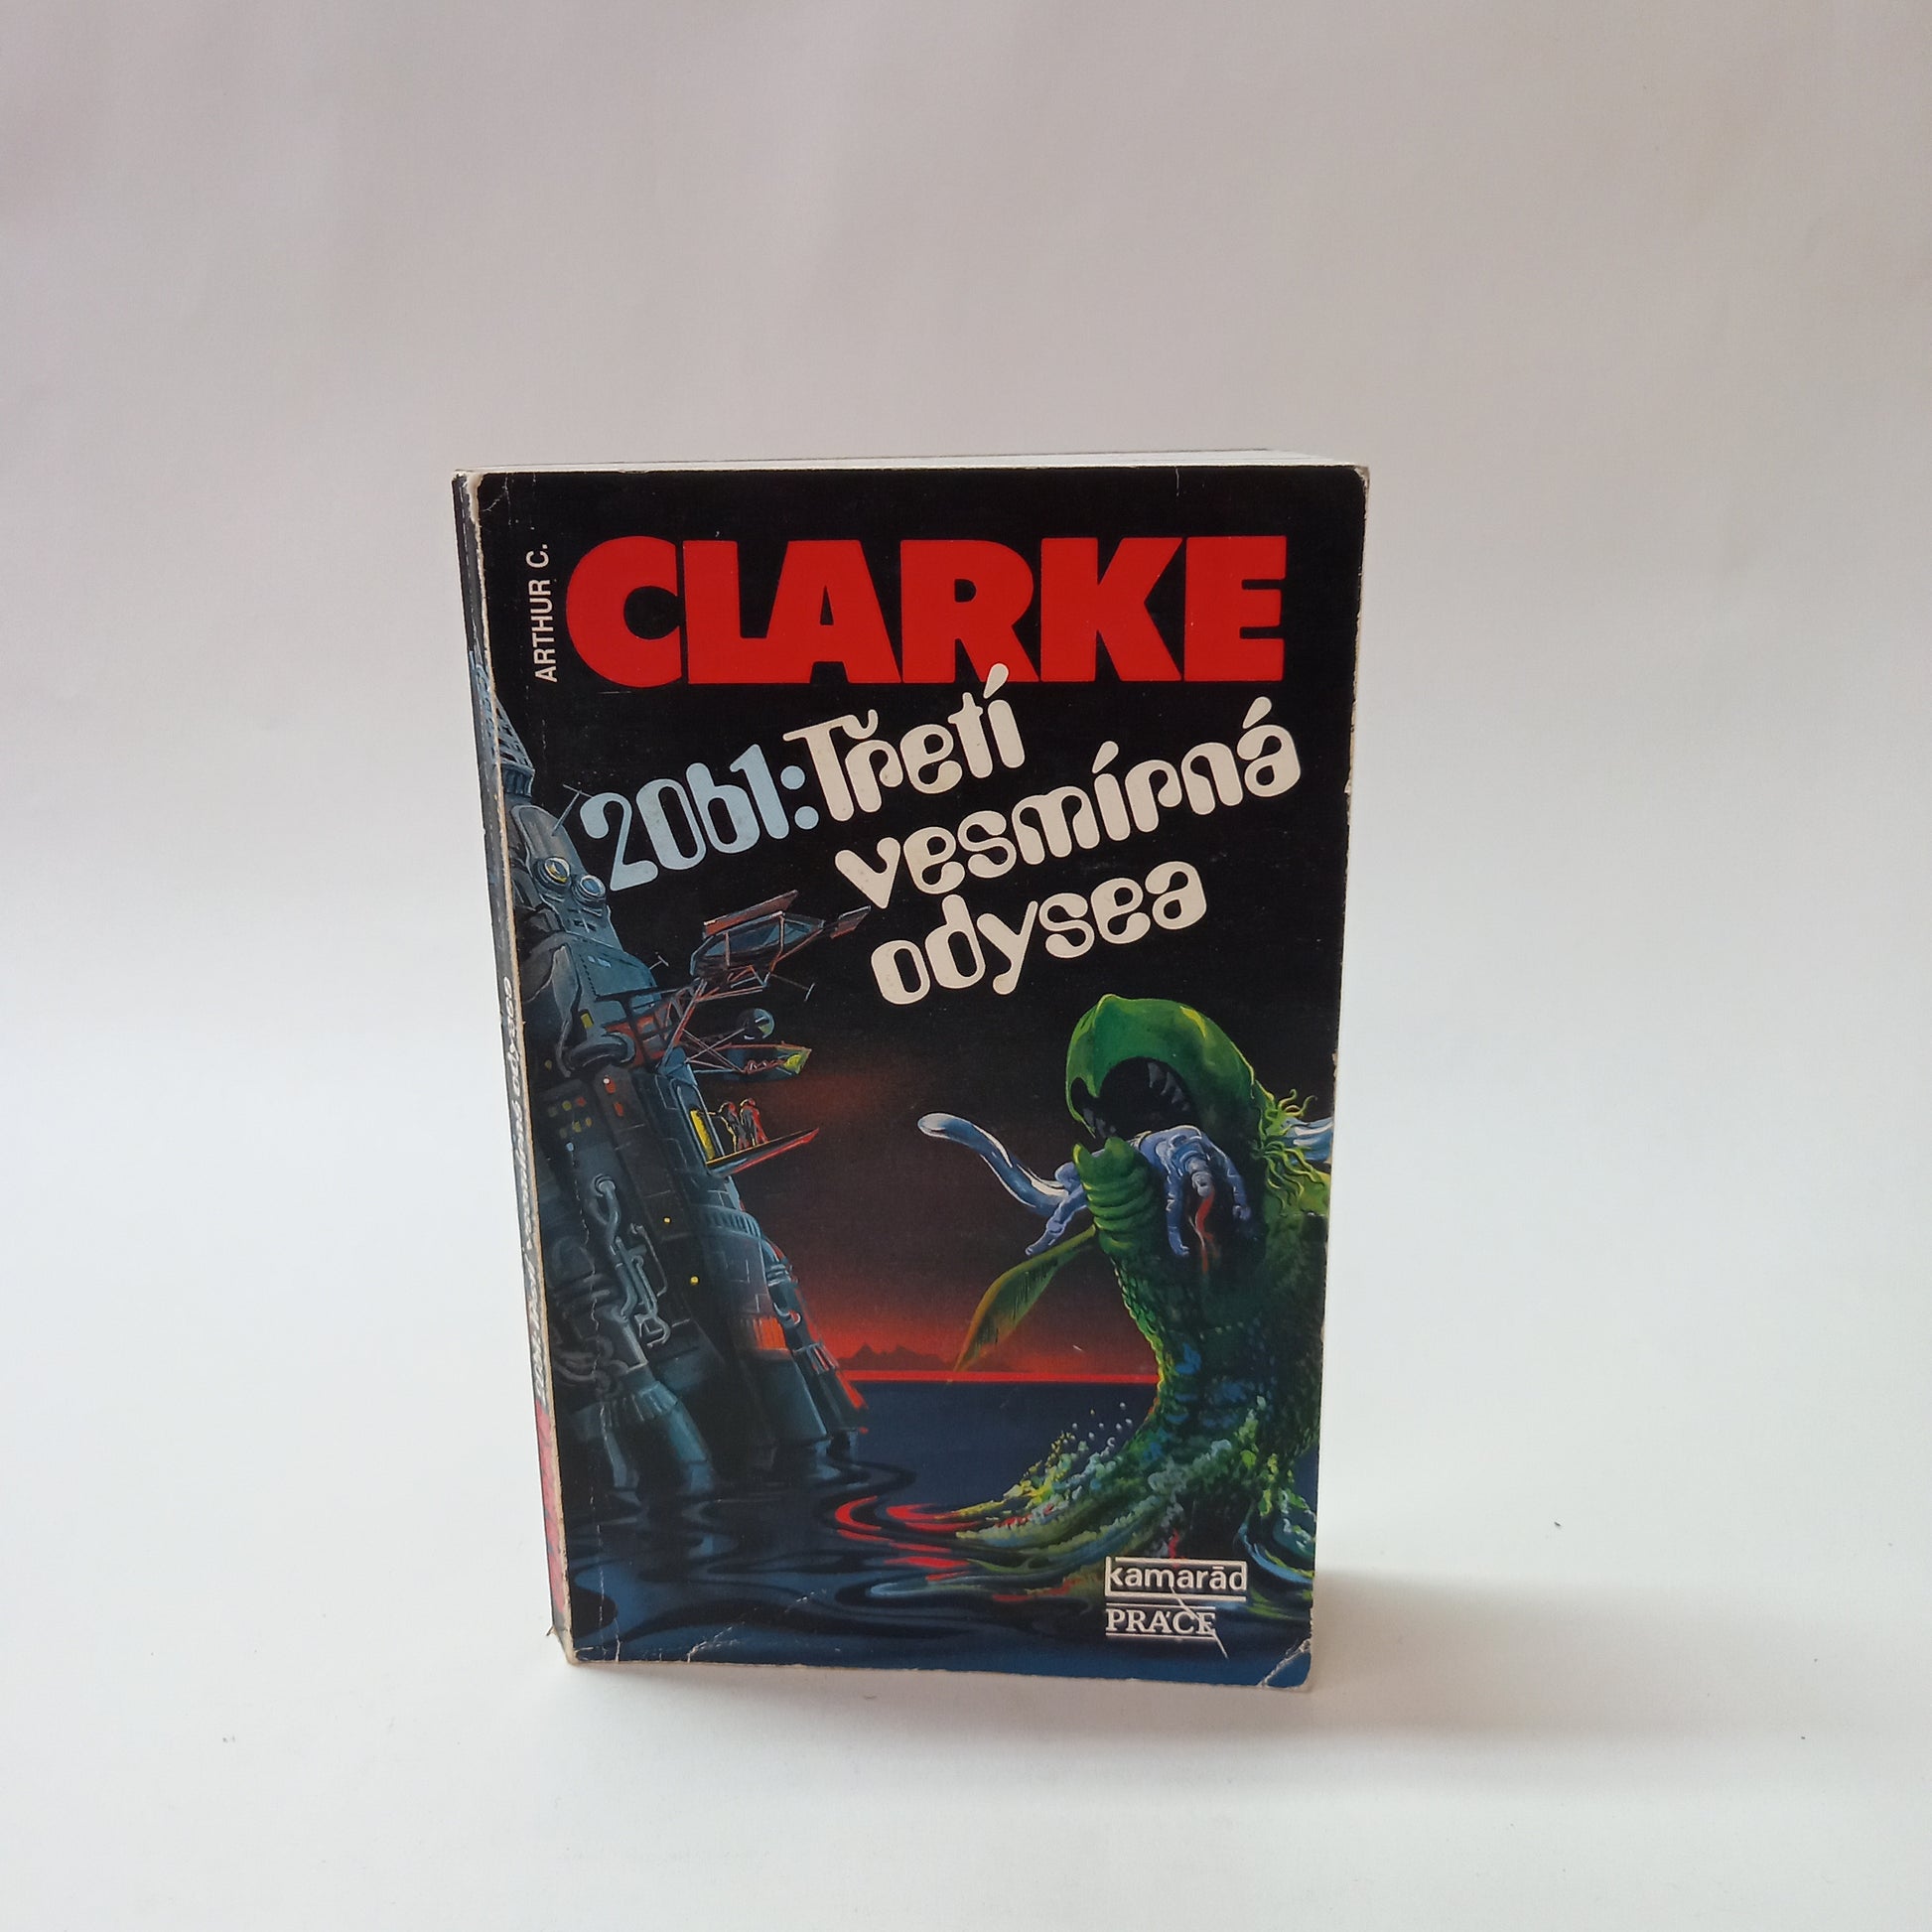 ARTHUR C.
CLARKE
2061: Třetí
vesmírná
odysea
kamarád
PRÁCE